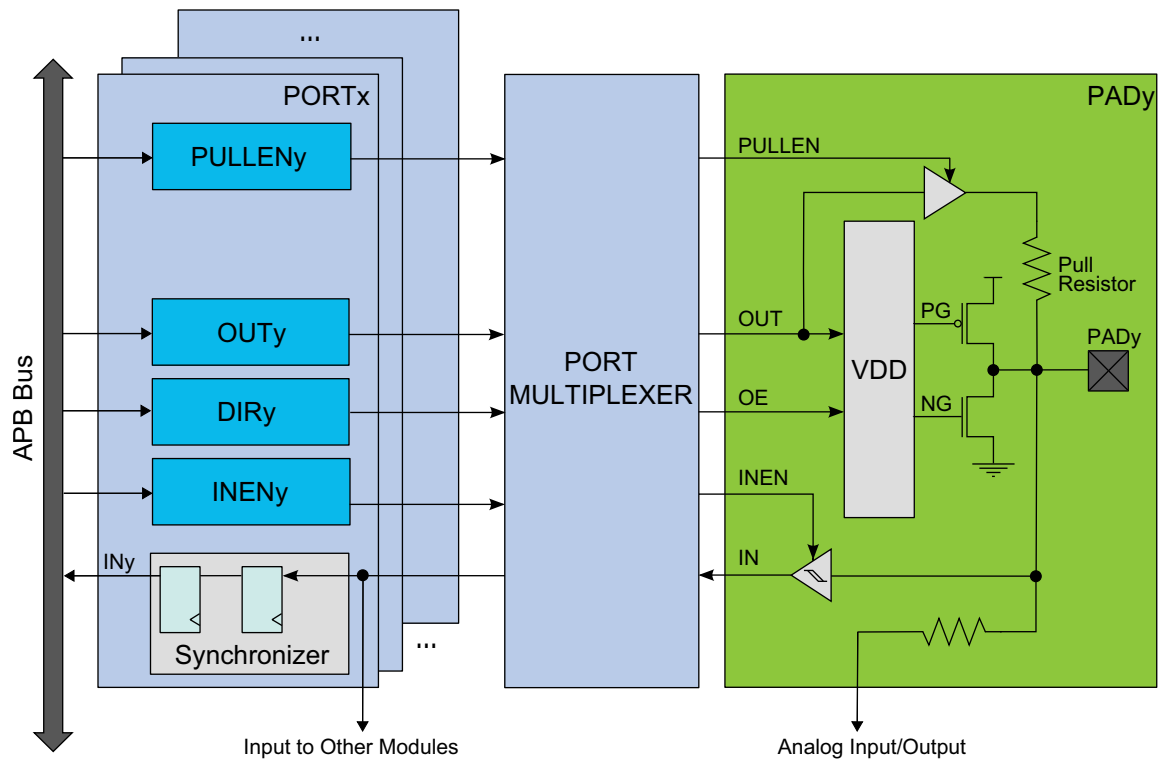 ...
PORTx
PADy
PULLENy
PULLEN
Pull
Resistor
OUTy
OUT
PG
PADy
APB Bus
PORT
MULTIPLEXER
VDD
DIRy
OE
NG
INENy
INEN
INy
IN
Synchronizer
...
Input to Other Modules
Analog Input/Output